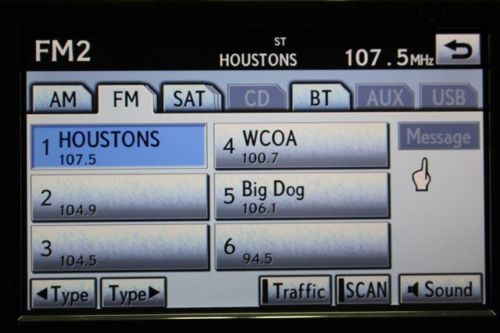 FM2 ST HOUSTONS 107.5MHz
AM FM SAT CD BT AUX USB
1 HOUSTONS 107.5
4 WCOA 100.7
Message
2 104.9
5 Big Dog 106.1
3 104.5
6 94.5
◀Type Type▶ Traffic SCAN Sound